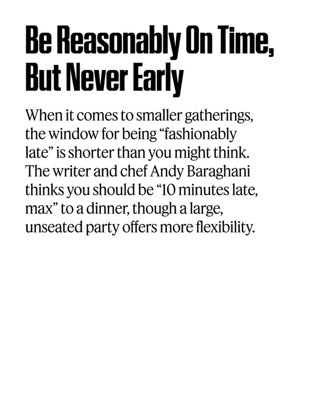 Be Reasonably On Time,
But Never Early
When it comes to smaller gatherings,
the window for being “fashionably
late” is shorter than you might think.
The writer and chef Andy Baraghani
thinks you should be “10 minutes late,
max” to a dinner, though a large,
unseated party offers more flexibility.